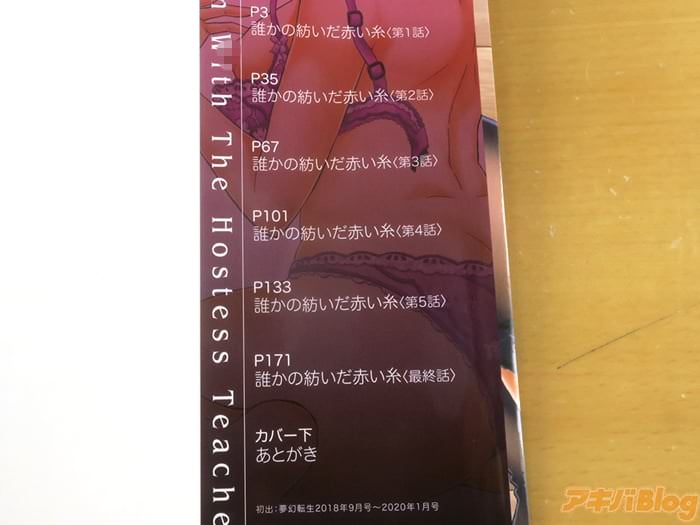 P3
誰かの紡いだ赤い糸〈第1話〉
P35
誰かの紡いだ赤い糸〈第2話〉
P67
誰かの紡いだ赤い糸〈第3話〉
P101
誰かの紡いだ赤い糸〈第4話〉
P133
誰かの紡いだ赤い糸〈第5話〉
P171
誰かの紡いだ赤い糸〈最終話〉
カバー下
あとがき
初出：夢幻転生2018年9月号～2020年1月号
With The Hostess Teache
アキバBlog